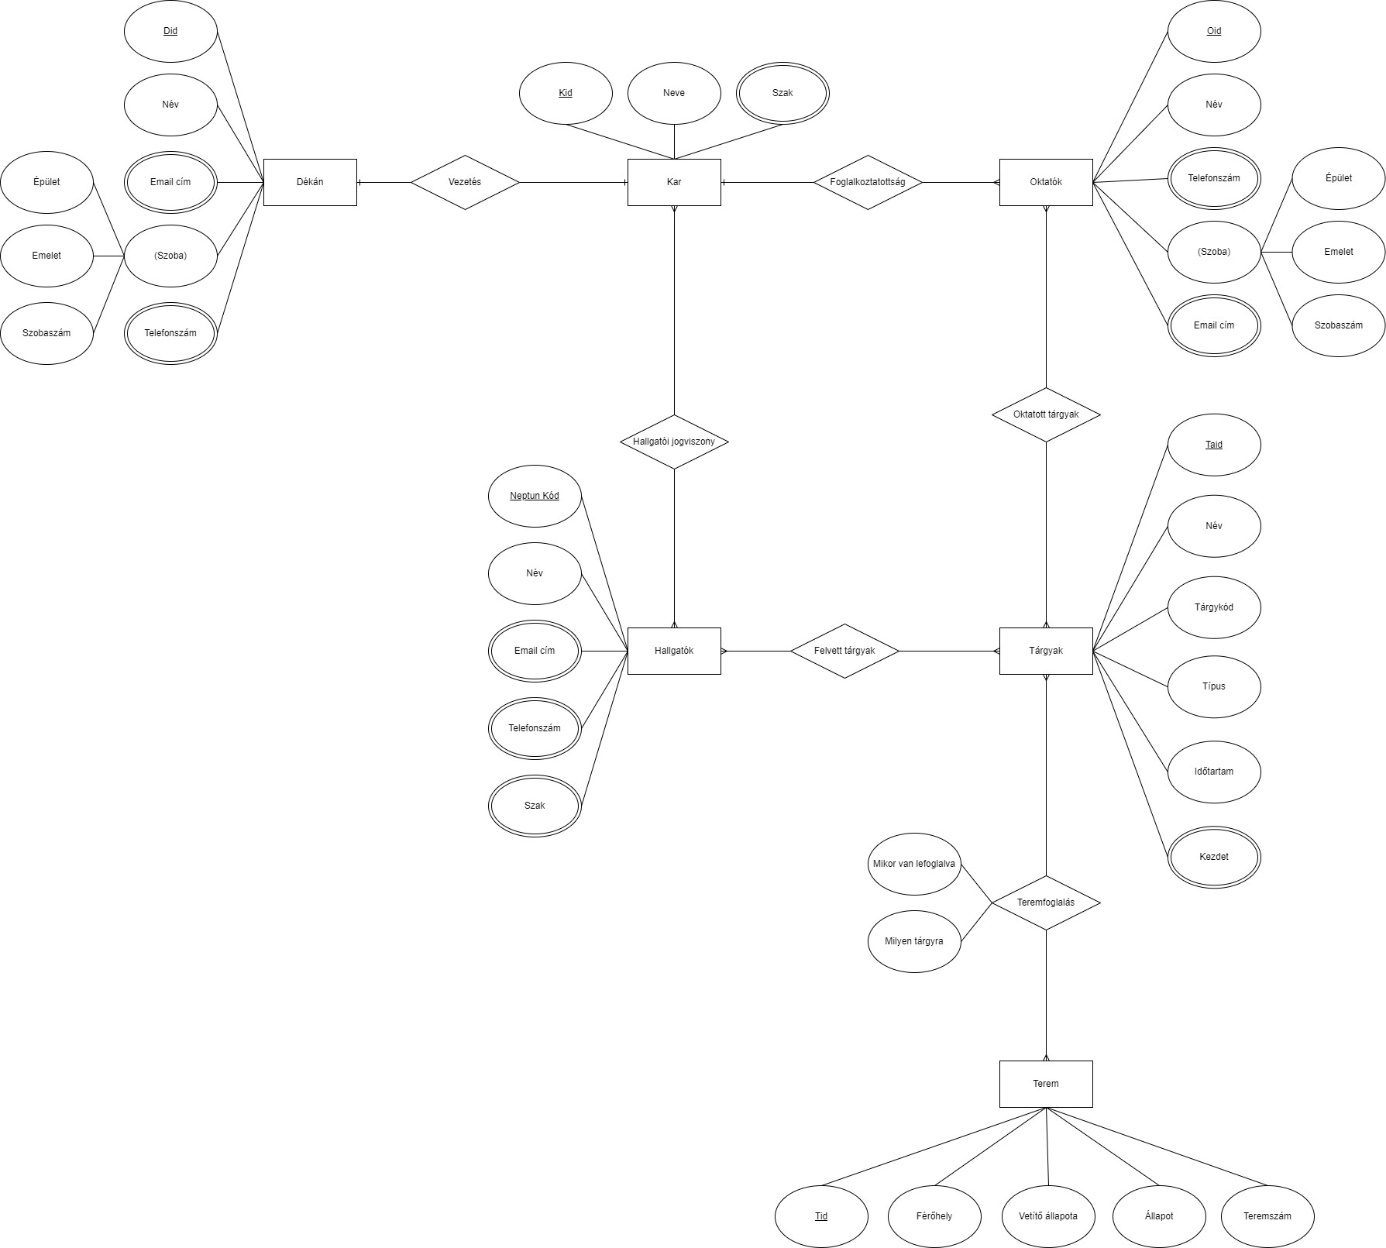 Did
Név
Email cím
(Szoba)
Telefonszám
Épület
Emelet
Szobaszám
Dékán
Vezetés
Kid
Neve
Szak
Kar
Foglalkoztatottság
Oktatók
Oid
Név
Telefonszám
(Szoba)
Email cím
Épület
Emelet
Szobaszám
Hallgatói jogviszony
Oktatott tárgyak
Neptun Kód
Név
Email cím
Telefonszám
Szak
Hallgatók
Felvett tárgyak
Tárgyak
Taid
Név
Tárgykód
Típus
Időtartam
Kezdet
Mikor van lefoglalva
Milyen tárgyra
Teremfoglalás
Terem
Tid
Férőhely
Vetítő állapota
Állapot
Teremszám